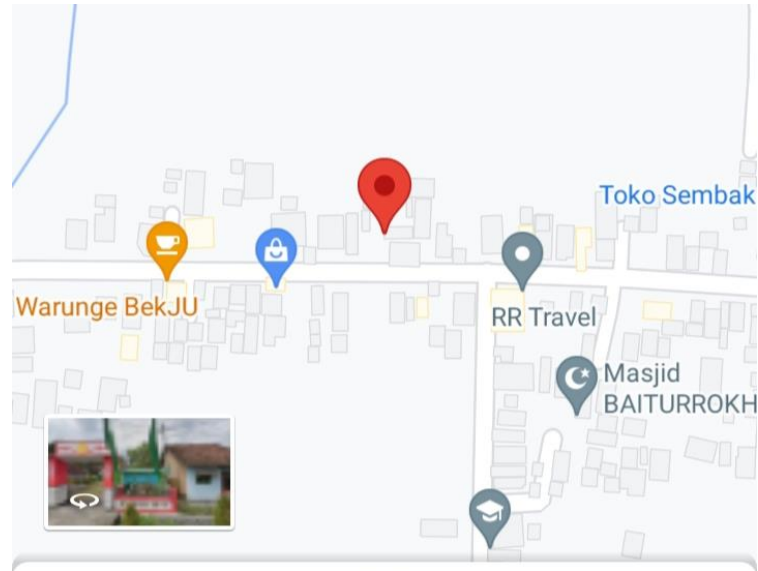 Toko Sembak
Warunge BekJU
RR Travel
Masjid
BAITURROKH